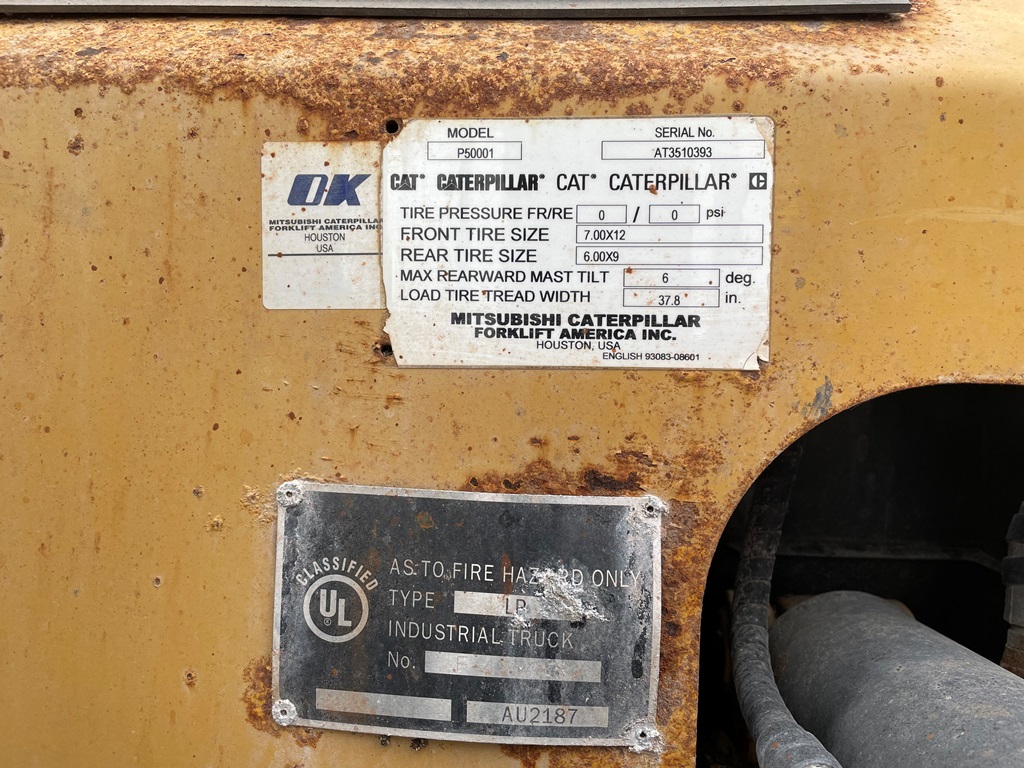 MODEL
SERIAL No.
P50001
AT3510393
CAT® CATERPILLAR® CAT® CATERPILLAR® C
TIRE PRESSURE FR/RE 0 / 0 psi
FRONT TIRE SIZE 7.00X12
REAR TIRE SIZE 6.00X9
MAX REARWARD MAST TILT 6 deg.
LOAD TIRE TREAD WIDTH 37.8 in.
MITSUBISHI CATERPILLAR
FORKLIFT AMERICA INC.
HOUSTON, USA
ENGLISH 93083-08601
OK
MITSUBISHI CATERPILLAR
FORKLIFT AMERICA INC
HOUSTON
USA
CLASSIFIED
UL®
AS TO FIRE HAZARD ONLY
TYPE LP
INDUSTRIAL TRUCK
No.
AU2187